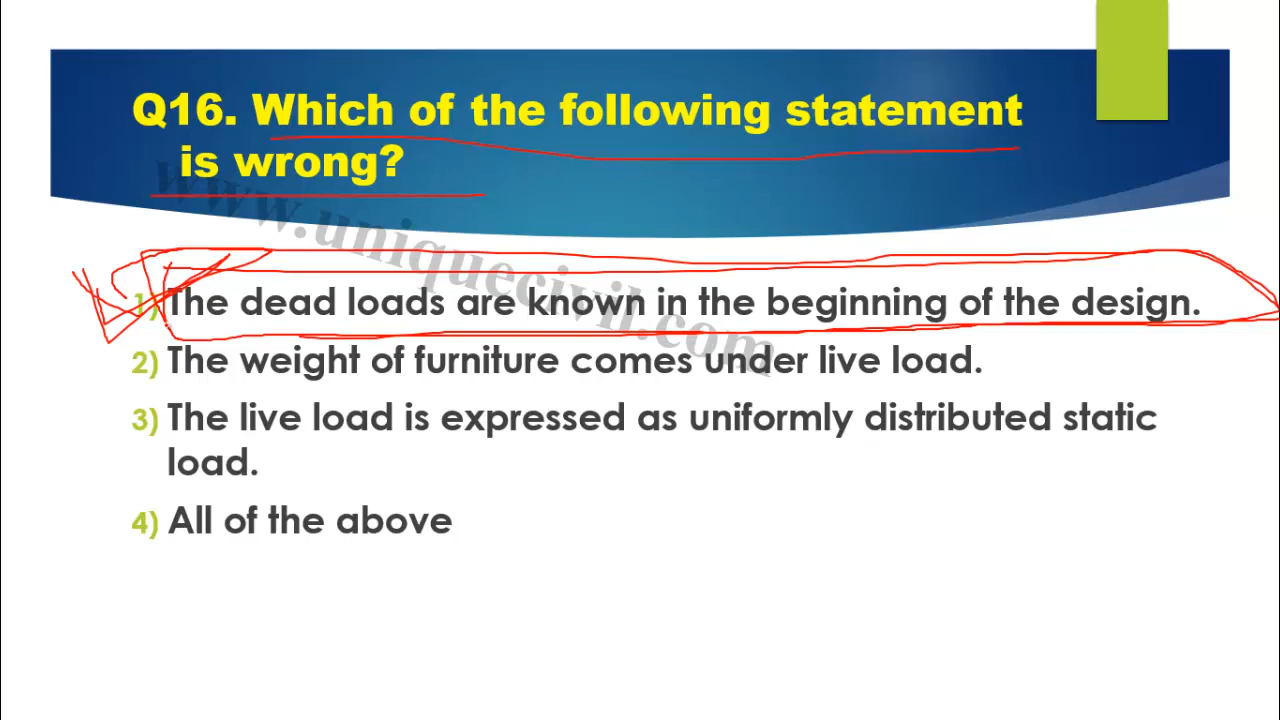 Q16. Which of the following statement
is wrong?
www.uniquecivil.com
1) The dead loads are known in the beginning of the design.
2) The weight of furniture comes under live load.
3) The live load is expressed as uniformly distributed static
load.
4) All of the above